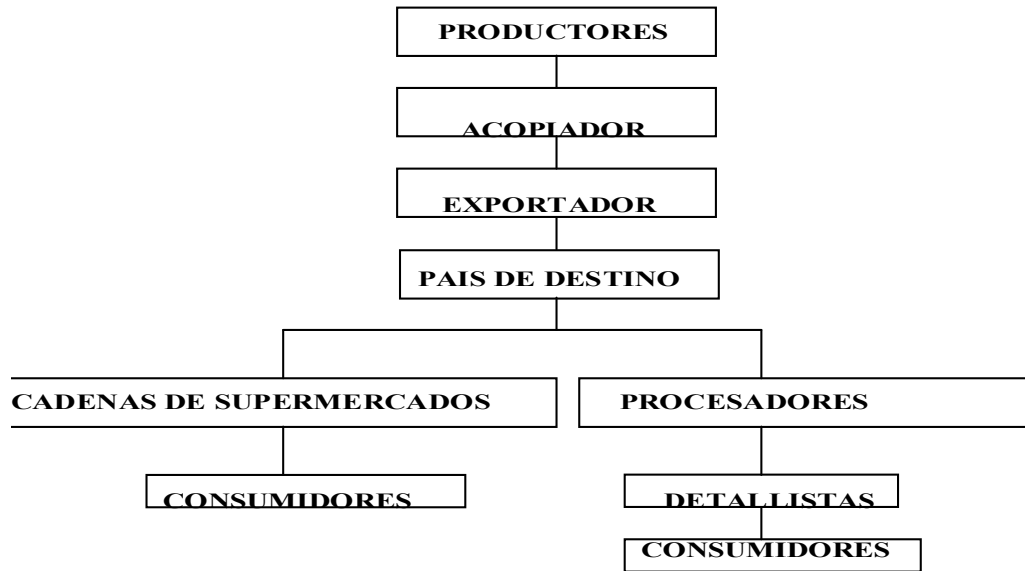 PRODUCTORES
ACOPIADOR
EXPORTADOR
PAIS DE DESTINO
CADENAS DE SUPERMERCADOS
PROCESADORES
CONSUMIDORES
DETALLISTAS
CONSUMIDORES